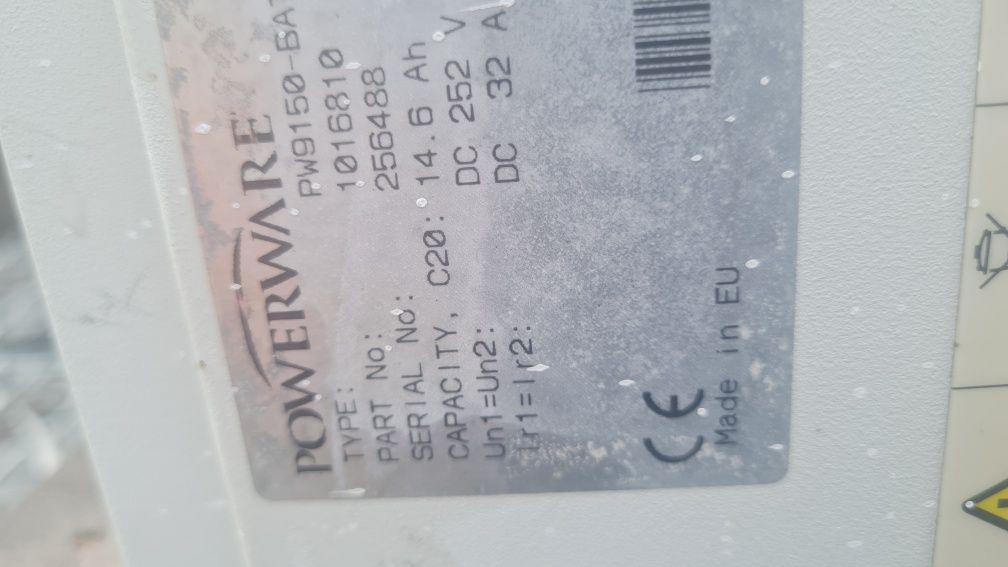 POWERWARE
TYPE: PW9150-BAT
PART No: 1016810
SERIAL No: 256488
CAPACITY, C20: 14.6 Ah
Un1=Un2: DC 252 V
Ir1=Ir2: DC 32 A
CE
Made in EU